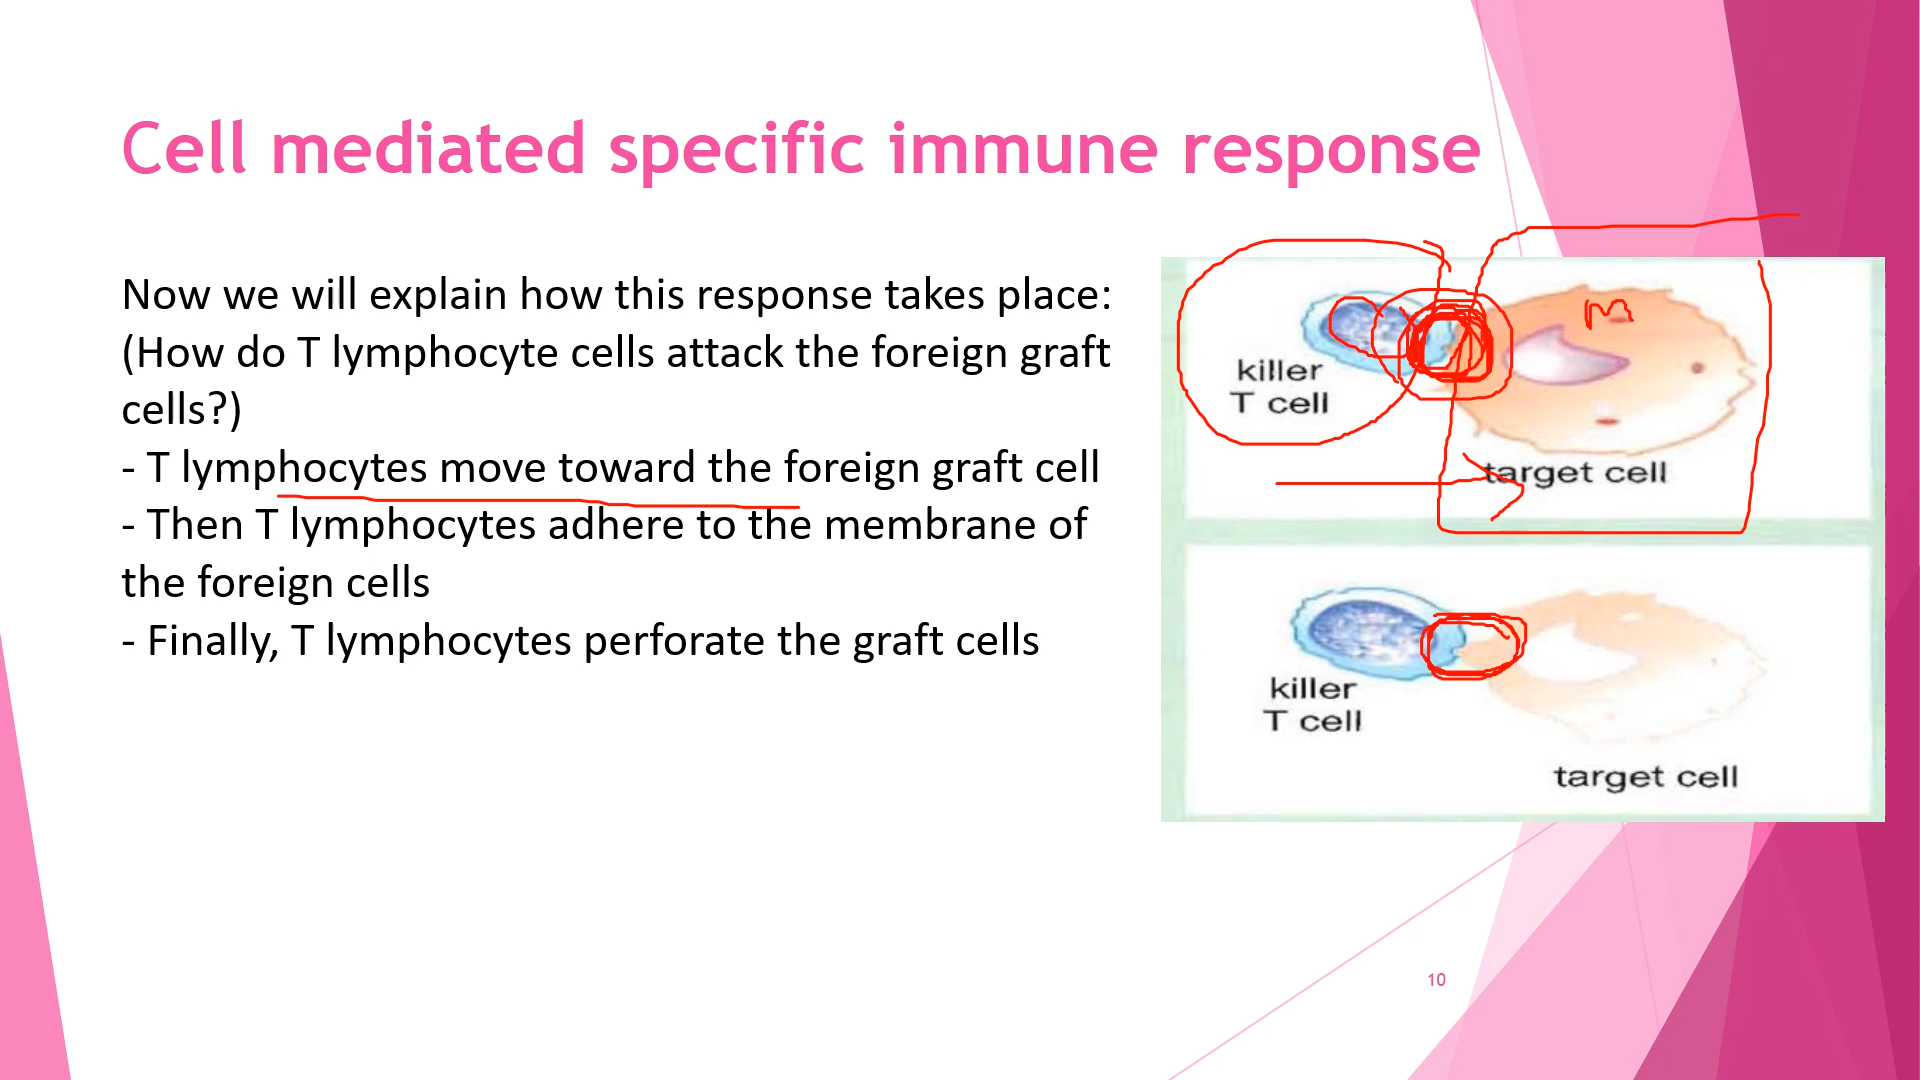 Cell mediated specific immune response
Now we will explain how this response takes place:
(How do T lymphocyte cells attack the foreign graft
cells?)
- T lymphocytes move toward the foreign graft cell
- Then T lymphocytes adhere to the membrane of
the foreign cells
- Finally, T lymphocytes perforate the graft cells
m
killer
T cell
target cell
killer
T cell
target cell
10